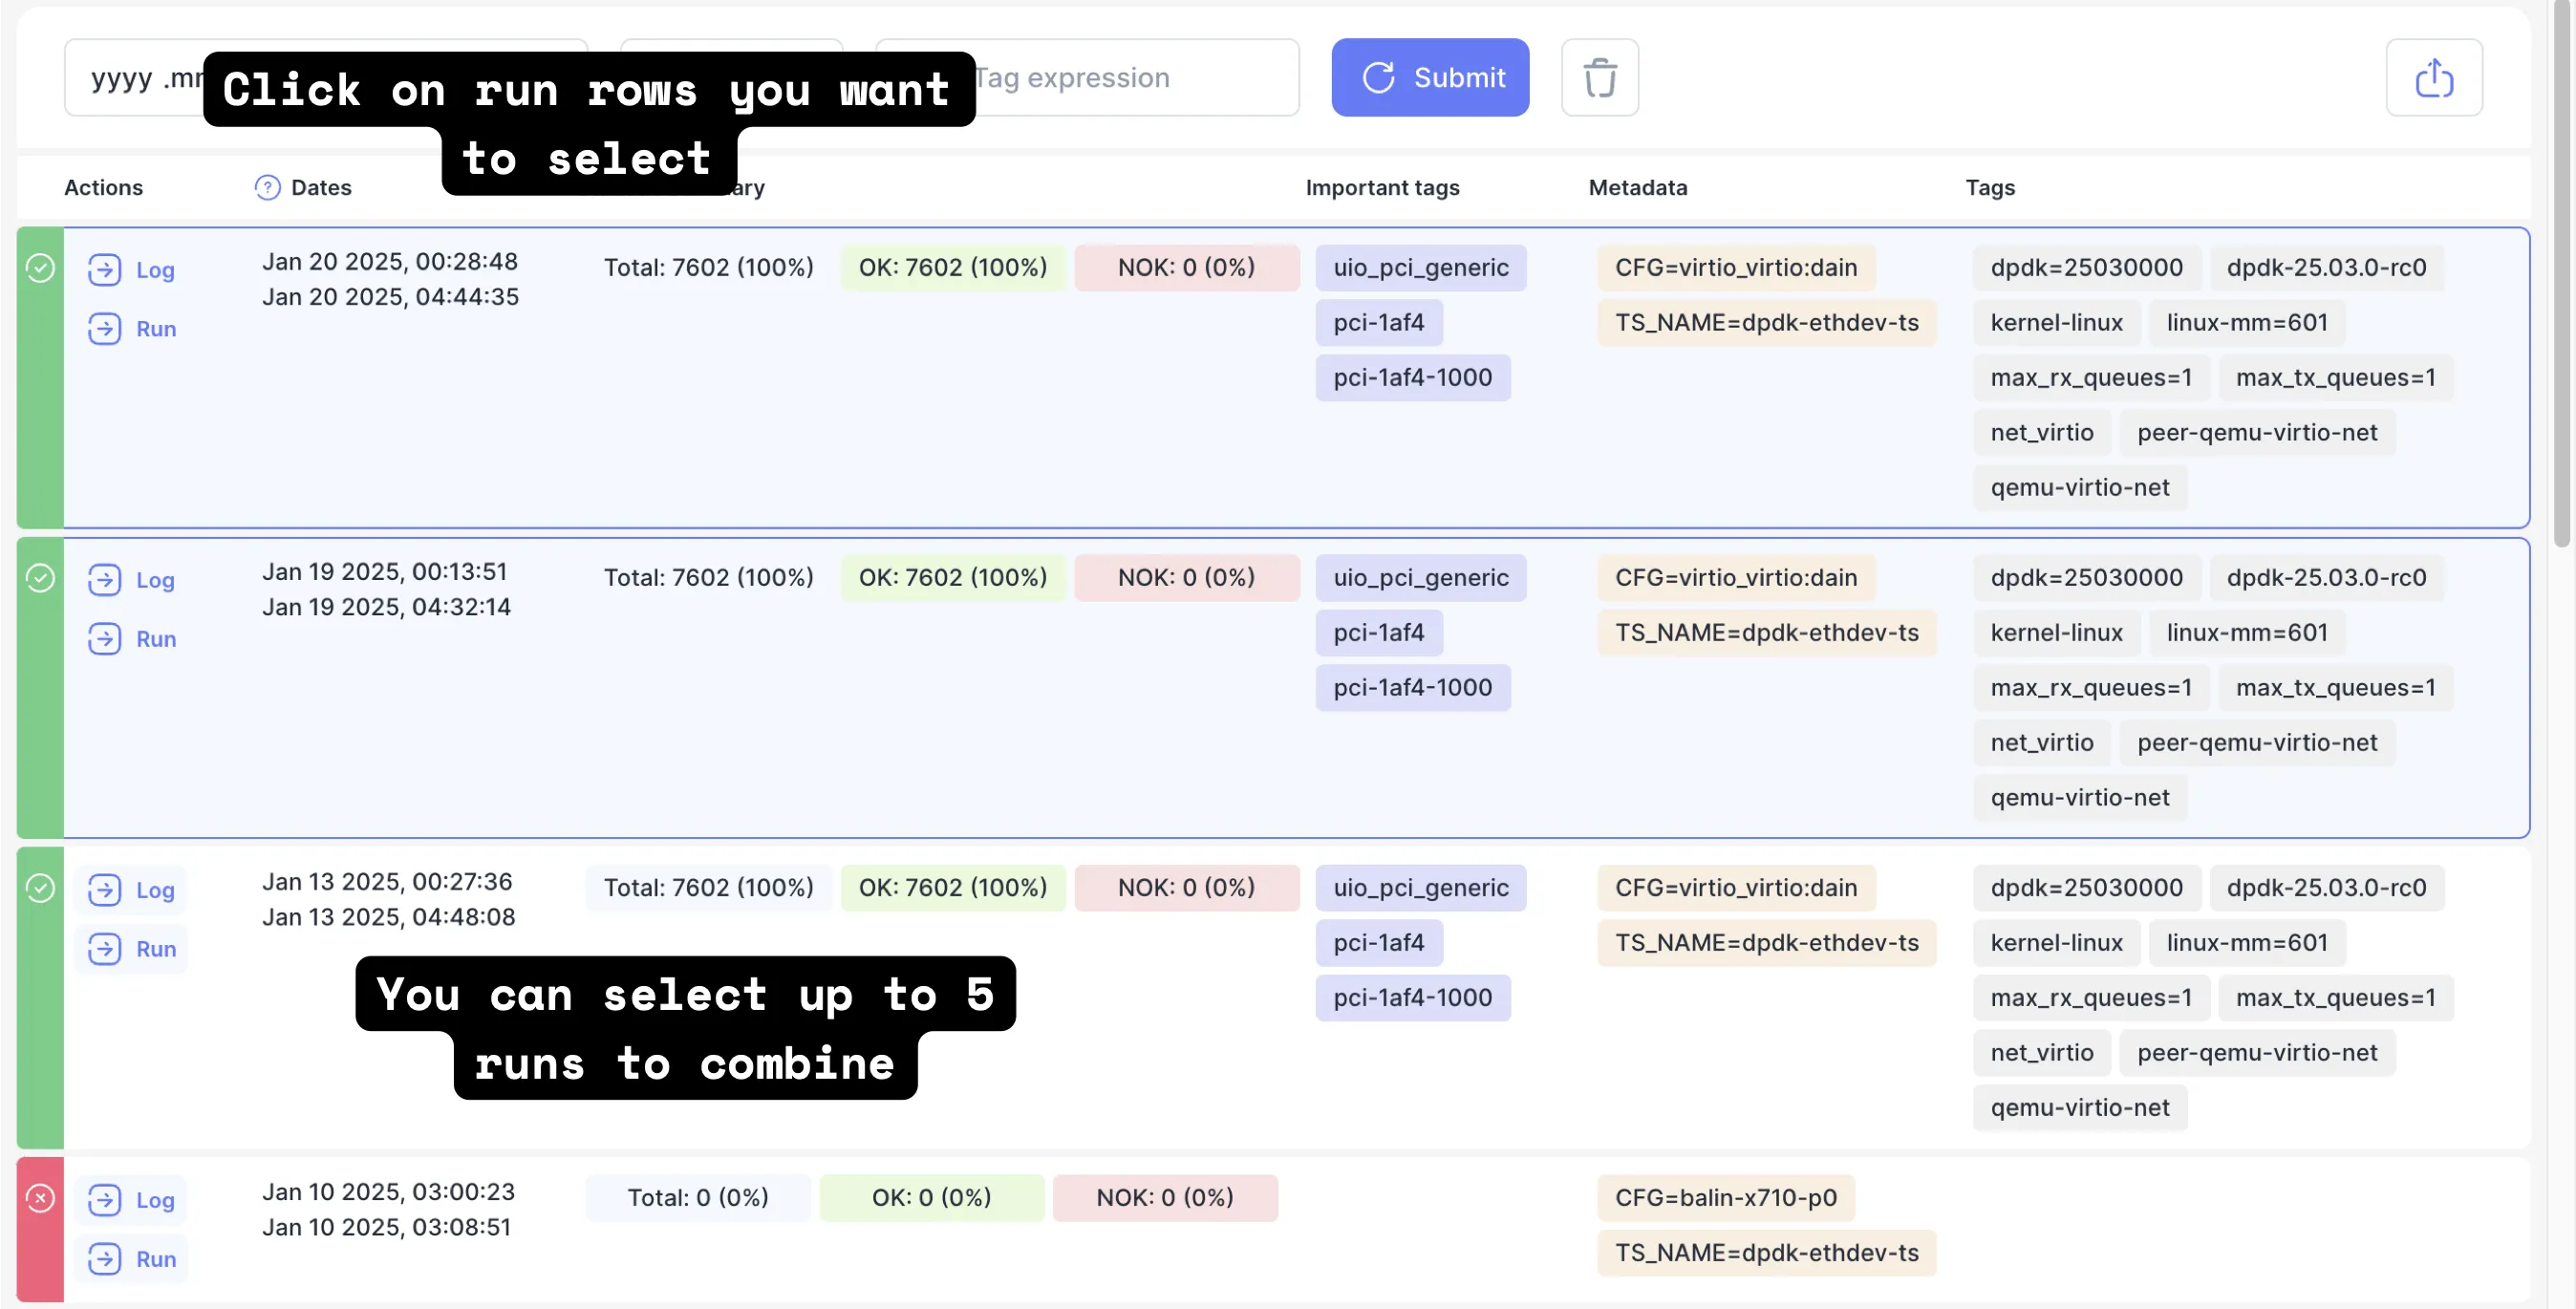 yyyy .m
Click on run rows you want
to select
Tag expression
Submit
Actions Dates Important tags Metadata Tags
Log
Run
Jan 20 2025, 00:28:48
Jan 20 2025, 04:44:35
Total: 7602 (100%) OK: 7602 (100%) NOK: 0 (0%)
uio_pci_generic
pci-1af4
pci-1af4-1000
CFG=virtio_virtio:dain
TS_NAME=dpdk-ethdev-ts
dpdk=25030000 dpdk-25.03.0-rc0
kernel-linux linux-mm=601
max_rx_queues=1 max_tx_queues=1
net_virtio peer-qemu-virtio-net
qemu-virtio-net
Log
Run
Jan 19 2025, 00:13:51
Jan 19 2025, 04:32:14
Total: 7602 (100%) OK: 7602 (100%) NOK: 0 (0%)
uio_pci_generic
pci-1af4
pci-1af4-1000
CFG=virtio_virtio:dain
TS_NAME=dpdk-ethdev-ts
dpdk=25030000 dpdk-25.03.0-rc0
kernel-linux linux-mm=601
max_rx_queues=1 max_tx_queues=1
net_virtio peer-qemu-virtio-net
qemu-virtio-net
Log
Run
Jan 13 2025, 00:27:36
Jan 13 2025, 04:48:08
Total: 7602 (100%) OK: 7602 (100%) NOK: 0 (0%)
uio_pci_generic
pci-1af4
pci-1af4-1000
CFG=virtio_virtio:dain
TS_NAME=dpdk-ethdev-ts
dpdk=25030000 dpdk-25.03.0-rc0
kernel-linux linux-mm=601
max_rx_queues=1 max_tx_queues=1
net_virtio peer-qemu-virtio-net
qemu-virtio-net
You can select up to 5
runs to combine
Log
Run
Jan 10 2025, 03:00:23
Jan 10 2025, 03:08:51
Total: 0 (0%) OK: 0 (0%) NOK: 0 (0%)
CFG=balin-x710-p0
TS_NAME=dpdk-ethdev-ts